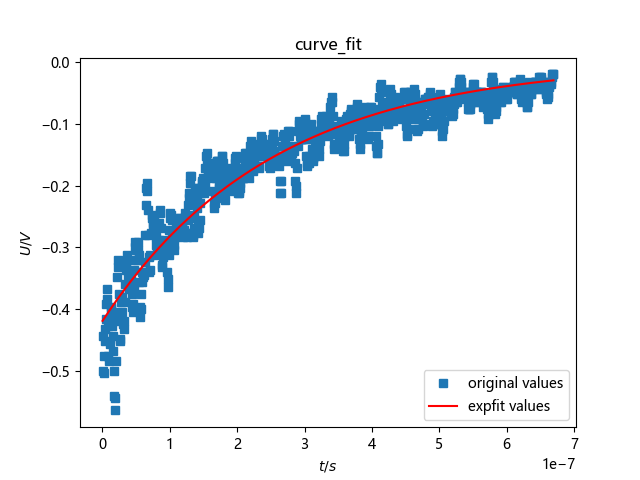 curve_fit
0.0
−0.1
−0.2
−0.3
−0.4
−0.5
U/V
0 1 2 3 4 5 6 7
1e−7
t/s
original values
expfit values